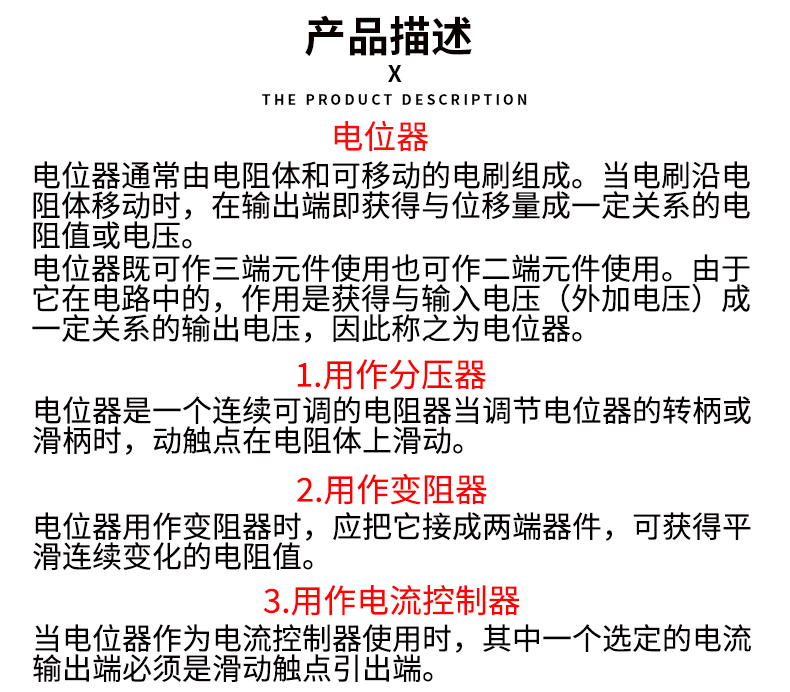 产品描述
X
THE PRODUCT DESCRIPTION
电位器
电位器通常由电阻体和可移动的电刷组成。当电刷沿电
阻体移动时，在输出端即获得与位移量成一定关系的电
阻值或电压。
电位器既可作三端元件使用也可作二端元件使用。由于
它在电路中的，作用是获得与输入电压（外加电压）成
一定关系的输出电压，因此称之为电位器。
1.用作分压器
电位器是一个连续可调的电阻器当调节电位器的转柄或
滑柄时，动触点在电阻体上滑动。
2.用作变阻器
电位器用作变阻器时，应把它接成两端器件，可获得平
滑连续变化的电阻值。
3.用作电流控制器
当电位器作为电流控制器使用时，其中一个选定的电流
输出端必须是滑动触点引出端。